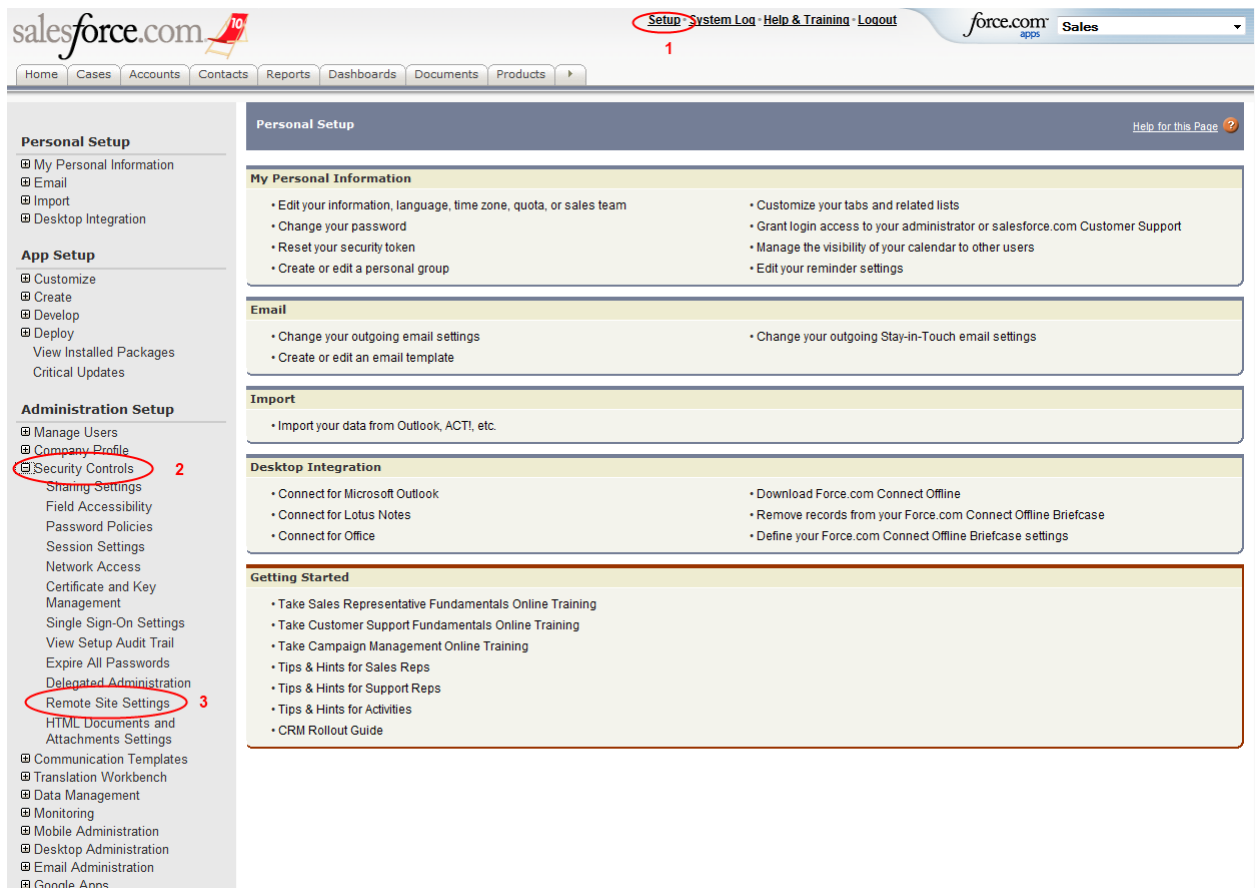 salesforce.com 10
Setup · System Log · Help & Training · Logout
1
force.com apps
Sales
Home Cases Accounts Contacts Reports Dashboards Documents Products
Personal Setup
My Personal Information
Email
Import
Desktop Integration
App Setup
Customize
Create
Develop
Deploy
View Installed Packages
Critical Updates
Administration Setup
Manage Users
Company Profile
Security Controls 2
Sharing Settings
Field Accessibility
Password Policies
Session Settings
Network Access
Certificate and Key
Management
Single Sign-On Settings
View Setup Audit Trail
Expire All Passwords
Delegated Administration
Remote Site Settings 3
HTML Documents and
Attachments Settings
Communication Templates
Translation Workbench
Data Management
Monitoring
Mobile Administration
Desktop Administration
Email Administration
Google Apps
Personal Setup
Help for this Page ?
My Personal Information
• Edit your information, language, time zone, quota, or sales team
• Change your password
• Reset your security token
• Create or edit a personal group
• Customize your tabs and related lists
• Grant login access to your administrator or salesforce.com Customer Support
• Manage the visibility of your calendar to other users
• Edit your reminder settings
Email
• Change your outgoing email settings
• Create or edit an email template
• Change your outgoing Stay-in-Touch email settings
Import
• Import your data from Outlook, ACT!, etc.
Desktop Integration
• Connect for Microsoft Outlook
• Connect for Lotus Notes
• Connect for Office
• Download Force.com Connect Offline
• Remove records from your Force.com Connect Offline Briefcase
• Define your Force.com Connect Offline Briefcase settings
Getting Started
• Take Sales Representative Fundamentals Online Training
• Take Customer Support Fundamentals Online Training
• Take Campaign Management Online Training
• Tips & Hints for Sales Reps
• Tips & Hints for Support Reps
• Tips & Hints for Activities
• CRM Rollout Guide